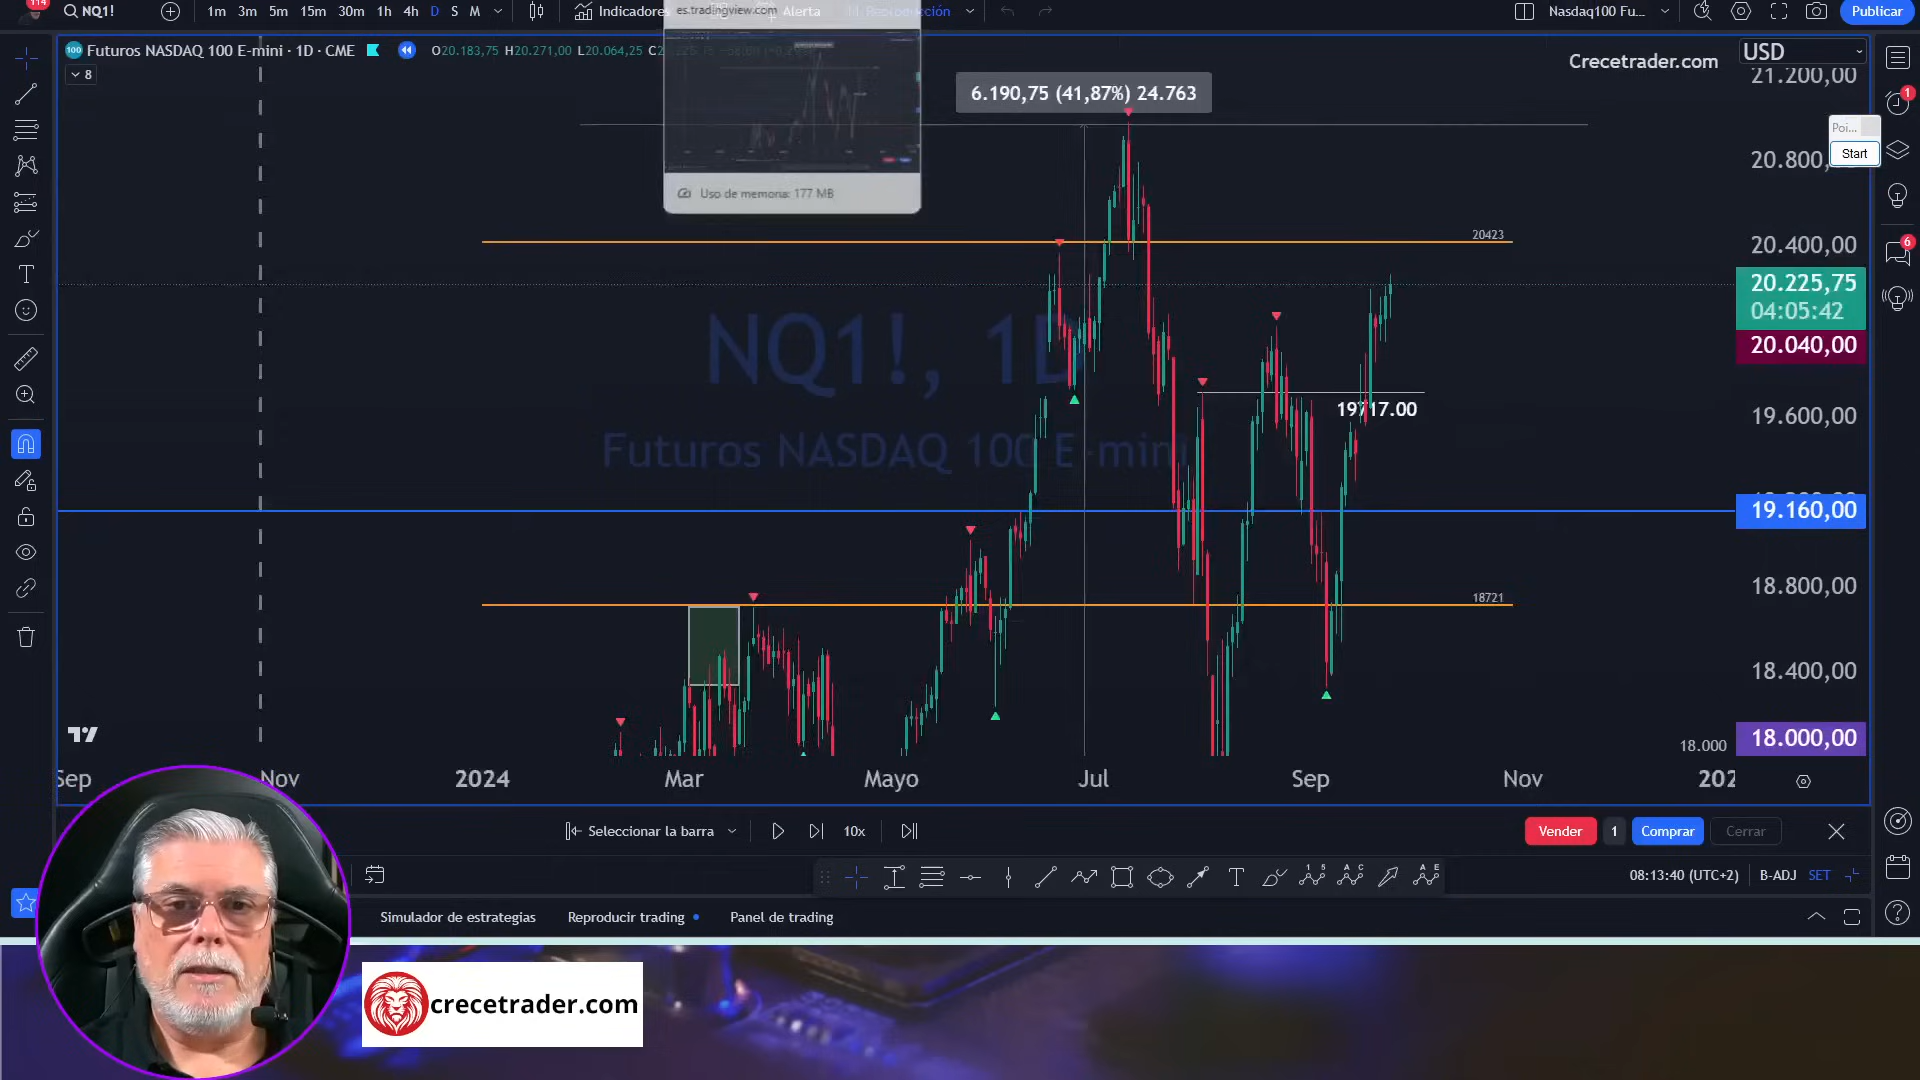 114
NQ1!
1m 3m 5m 15m 30m 1h 4h D S M
Indicadores
Alerta
Reproducción
Nasdaq100 Fu...
Publicar
es.tradingview.com
Futuros NASDAQ 100 E-mini · 1D · CME
O20.183,75 H20.271,00 L20.064,25
8
Crecetrader.com
USD
21.200,00
6.190,75 (41,87%) 24.763
1
Poi...
Start
20.800,
Uso de memoria: 177 MB
20423
20.400,00
6
20.225,75
04:05:42
20.040,00
NQ1!, 1D
Futuros NASDAQ 100 E-mini
19717.00
19.600,00
19.160,00
18721
18.800,00
18.400,00
18.000
18.000,00
Sep Nov 2024 Mar Mayo Jul Sep Nov 202
Seleccionar la barra
10x
Vender 1 Comprar Cerrar
08:13:40 (UTC+2) B-ADJ SET
Simulador de estrategias Reproducir trading Panel de trading
crecetrader.com